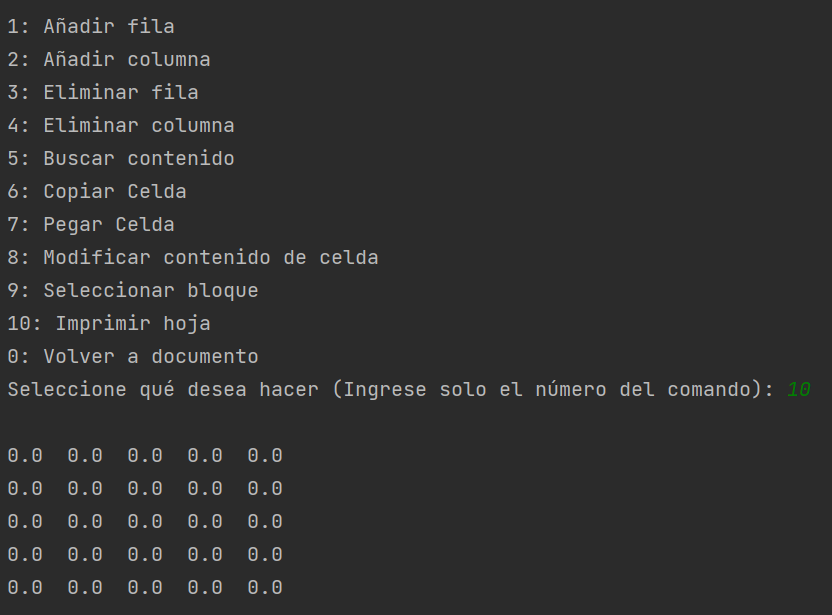 1: Añadir fila
2: Añadir columna
3: Eliminar fila
4: Eliminar columna
5: Buscar contenido
6: Copiar Celda
7: Pegar Celda
8: Modificar contenido de celda
9: Seleccionar bloque
10: Imprimir hoja
0: Volver a documento
Seleccione qué desea hacer (Ingrese solo el número del comando): 10
0.0 0.0 0.0 0.0 0.0
0.0 0.0 0.0 0.0 0.0
0.0 0.0 0.0 0.0 0.0
0.0 0.0 0.0 0.0 0.0
0.0 0.0 0.0 0.0 0.0